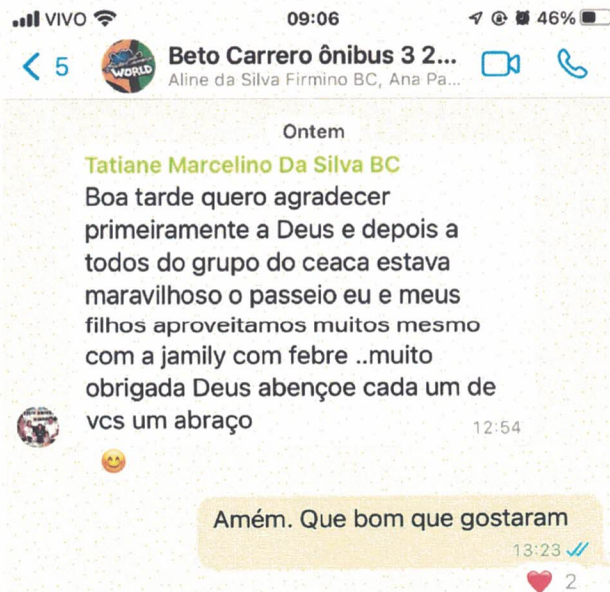 VIVO 09:06 46%
5 Beto Carrero ônibus 3 2...
Aline da Silva Firmino BC, Ana Pa...
WORLD
Ontem
Tatiane Marcelino Da Silva BC
Boa tarde quero agradecer
primeiramente a Deus e depois a
todos do grupo do ceaca estava
maravilhoso o passeio eu e meus
filhos aproveitamos muitos mesmo
com a jamily com febre ..muito
obrigada Deus abençoe cada um de
vcs um abraço
12:54
Amém. Que bom que gostaram
13:23
2